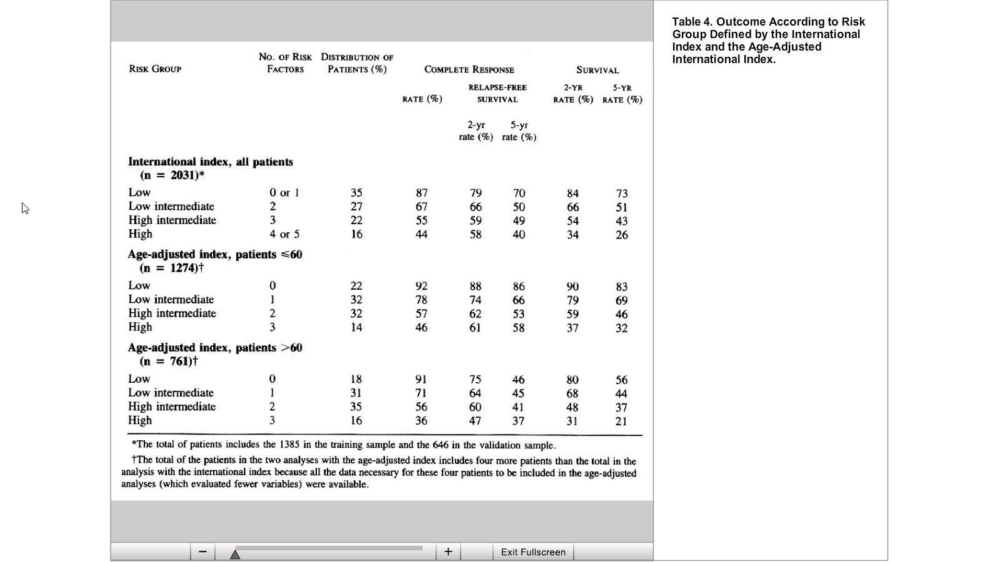 Table 4. Outcome According to Risk
Group Defined by the International
Index and the Age-Adjusted
International Index.
RISK GROUP NO. OF RISK FACTORS DISTRIBUTION OF PATIENTS (%) COMPLETE RESPONSE SURVIVAL
RATE (%) RELAPSE-FREE SURVIVAL 2-YR RATE (%) 5-YR RATE (%)
2-yr rate (%) 5-yr rate (%)
International index, all patients
(n = 2031)*
Low 0 or 1 35 87 79 70 84 73
Low intermediate 2 27 67 66 50 66 51
High intermediate 3 22 55 59 49 54 43
High 4 or 5 16 44 58 40 34 26
Age-adjusted index, patients ≤60
(n = 1274)†
Low 0 22 92 88 86 90 83
Low intermediate 1 32 78 74 66 79 69
High intermediate 2 32 57 62 53 59 46
High 3 14 46 61 58 37 32
Age-adjusted index, patients >60
(n = 761)†
Low 0 18 91 75 46 80 56
Low intermediate 1 31 71 64 45 68 44
High intermediate 2 35 56 60 41 48 37
High 3 16 36 47 37 31 21
*The total of patients includes the 1385 in the training sample and the 646 in the validation sample.
†The total of the patients in the two analyses with the age-adjusted index includes four more patients than the total in the
analysis with the international index because all the data necessary for these four patients to be included in the age-adjusted
analyses (which evaluated fewer variables) were available.
− + Exit Fullscreen